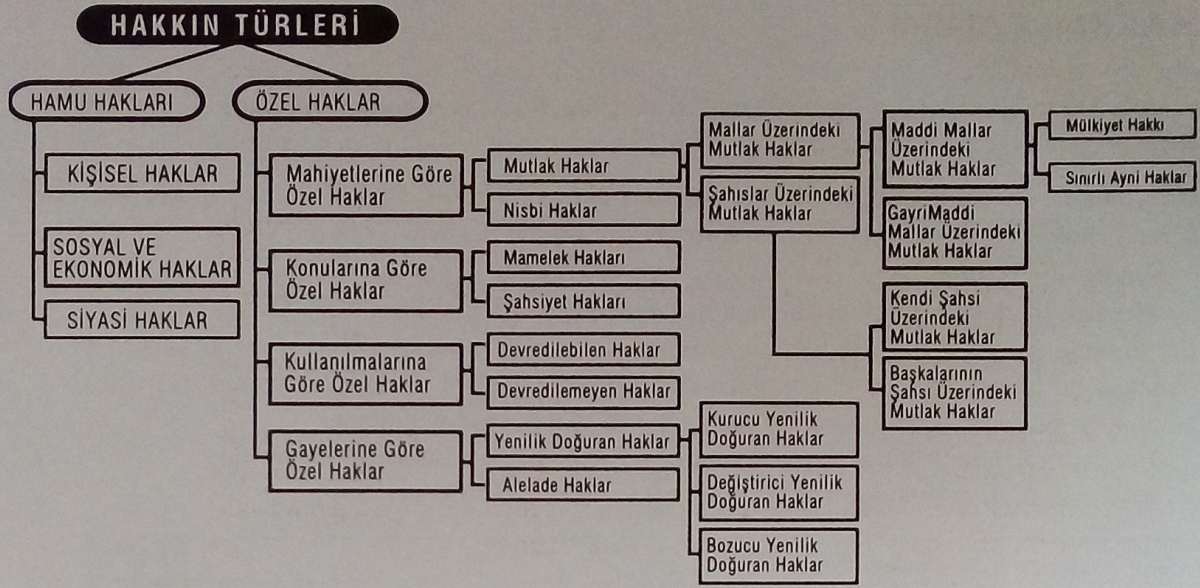 HAKKIN TÜRLERİ
HAMU HAKLARI
KİŞİSEL HAKLAR
SOSYAL VE
EKONOMİK HAKLAR
SİYASİ HAKLAR
ÖZEL HAKLAR
Mahiyetlerine Göre
Özel Haklar
Mutlak Haklar
Nisbi Haklar
Mallar Üzerindeki
Mutlak Haklar
Şahıslar Üzerindeki
Mutlak Haklar
Maddi Mallar
Üzerindeki
Mutlak Haklar
GayriMaddi
Mallar Üzerindeki
Mutlak Haklar
Mülkiyet Hakkı
Sınırlı Ayni Haklar
Kendi Şahsi
Üzerindeki
Mutlak Haklar
Başkalarının
Şahsı Üzerindeki
Mutlak Haklar
Konularına Göre
Özel Haklar
Mamelek Hakları
Şahsiyet Hakları
Kullanılmalarına
Göre Özel Haklar
Devredilebilen Haklar
Devredilemeyen Haklar
Gayelerine Göre
Özel Haklar
Yenilik Doğuran Haklar
Alelade Haklar
Kurucu Yenilik
Doğuran Haklar
Değiştirici Yenilik
Doğuran Haklar
Bozucu Yenilik
Doğuran Haklar